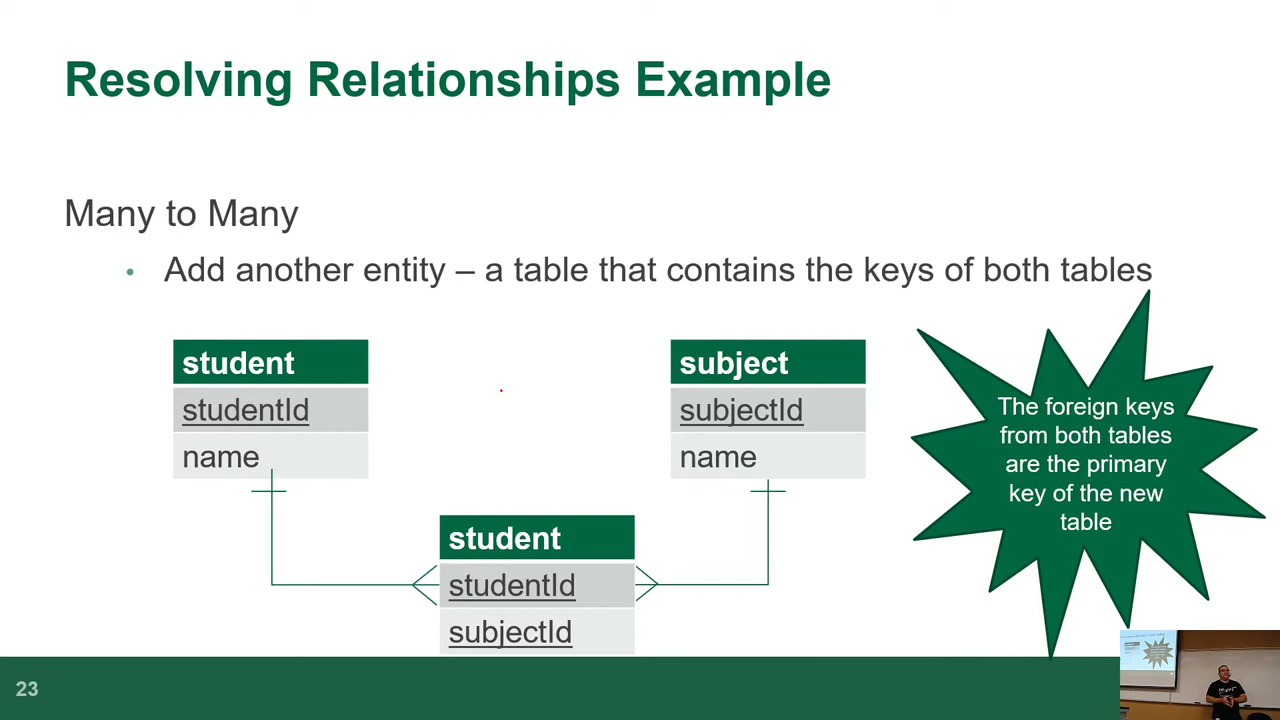 Resolving Relationships Example
Many to Many
• Add another entity – a table that contains the keys of both tables
student
studentId
name
subject
subjectId
name
student
studentId
subjectId
The foreign keys
from both tables
are the primary
key of the new
table
23